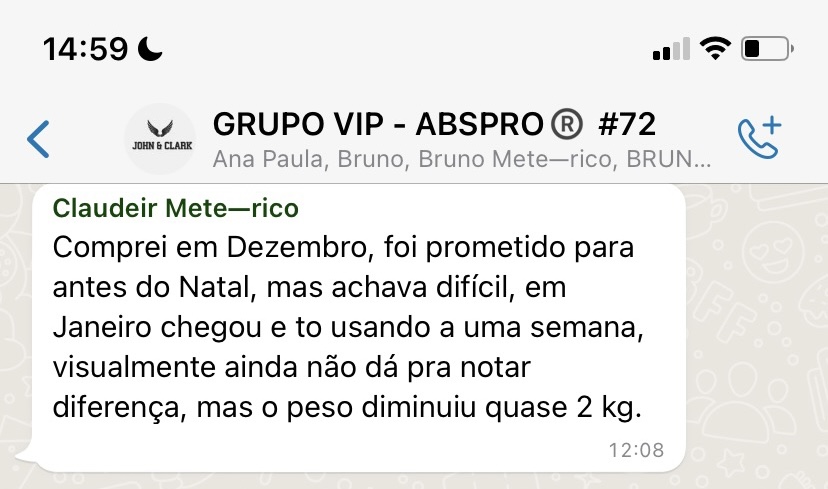 14:59
JOHN & CLARK
GRUPO VIP - ABSPRO® #72
Ana Paula, Bruno, Bruno Mete—rico, BRUN...
Claudeir Mete—rico
Comprei em Dezembro, foi prometido para
antes do Natal, mas achava difícil, em
Janeiro chegou e to usando a uma semana,
visualmente ainda não dá pra notar
diferença, mas o peso diminuiu quase 2 kg.
12:08
BFF